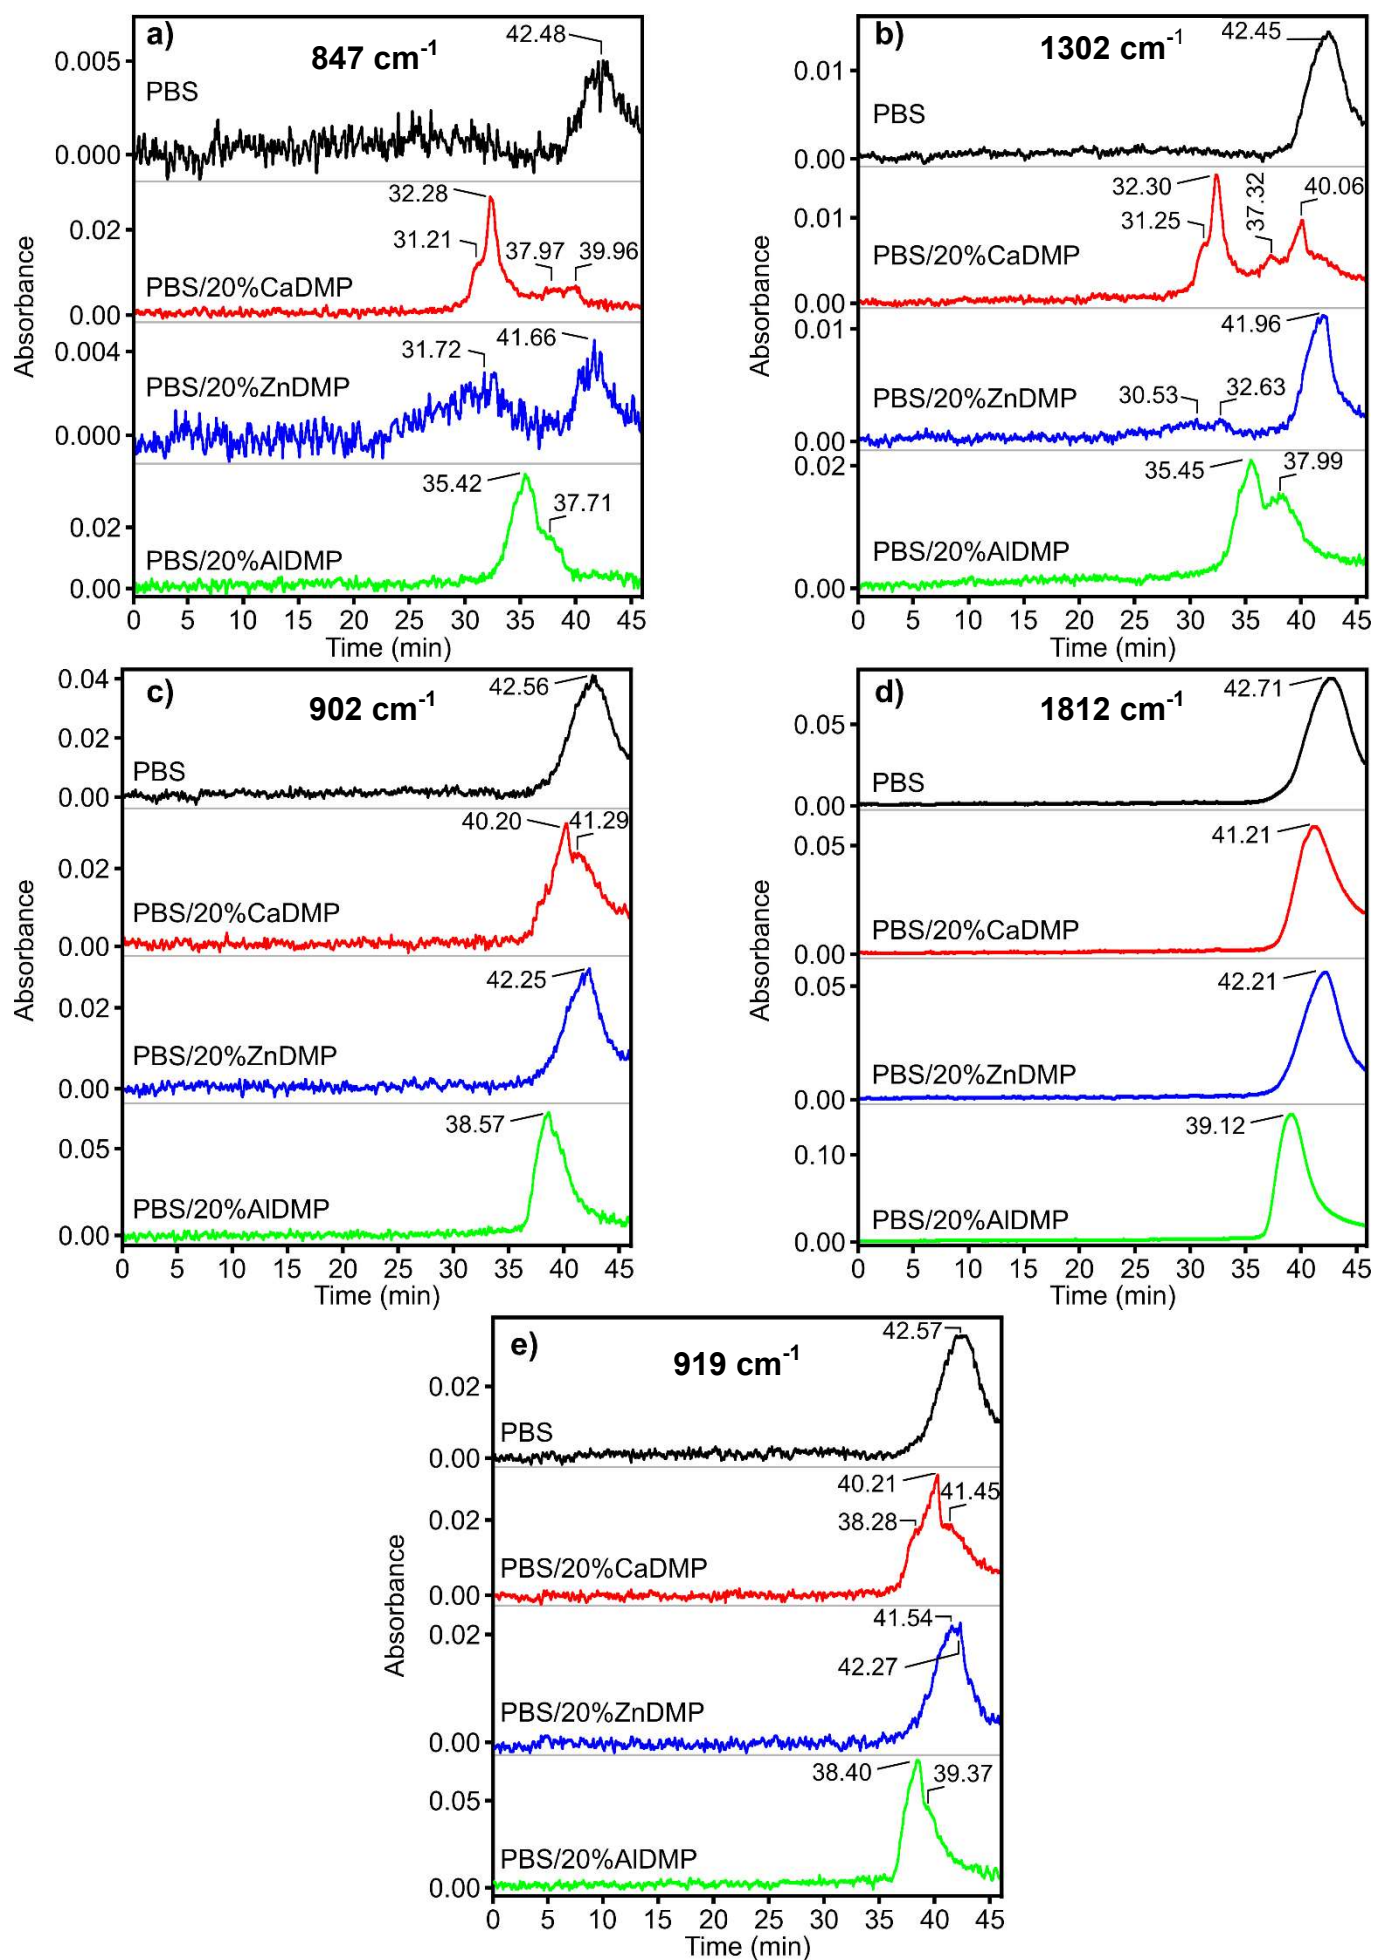 a)
847 cm⁻¹
42.48
0.005
PBS
0.000
32.28
0.02
31.21
37.97
39.96
PBS/20%CaDMP
0.00
0.004
31.72
41.66
PBS/20%ZnDMP
0.000
35.42
37.71
0.02
PBS/20%AlDMP
0.00
0 5 10 15 20 25 30 35 40 45
Time (min)
Absorbance
b)
1302 cm⁻¹
42.45
0.01
PBS
0.00
32.30
37.32
40.06
0.01
31.25
PBS/20%CaDMP
0.00
0.01
41.96
PBS/20%ZnDMP
30.53
32.63
0.00
0.02
35.45
37.99
PBS/20%AlDMP
0.00
0 5 10 15 20 25 30 35 40 45
Time (min)
Absorbance
c)
902 cm⁻¹
42.56
0.04
0.02
PBS
0.00
40.20
41.29
0.02
PBS/20%CaDMP
0.00
42.25
0.02
PBS/20%ZnDMP
0.00
38.57
0.05
PBS/20%AlDMP
0.00
0 5 10 15 20 25 30 35 40 45
Time (min)
Absorbance
d)
1812 cm⁻¹
42.71
0.05
PBS
0.00
0.05
41.21
PBS/20%CaDMP
0.00
0.05
42.21
PBS/20%ZnDMP
0.00
39.12
0.10
PBS/20%AlDMP
0.00
0 5 10 15 20 25 30 35 40 45
Time (min)
Absorbance
e)
919 cm⁻¹
42.57
0.02
PBS
0.00
40.21
41.45
0.02
38.28
PBS/20%CaDMP
0.00
41.54
0.02
42.27
PBS/20%ZnDMP
0.00
38.40
39.37
0.05
PBS/20%AlDMP
0.00
0 5 10 15 20 25 30 35 40 45
Time (min)
Absorbance